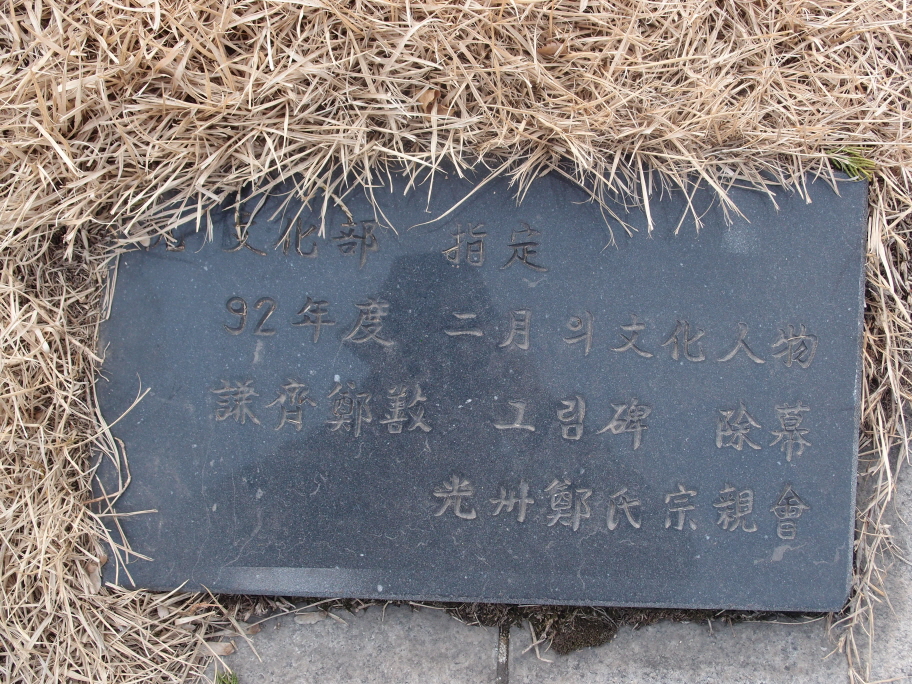 文化部 指定
92年度 二月의文化人物
謙齊鄭敾 그림碑 除幕
光州鄭氏宗親會